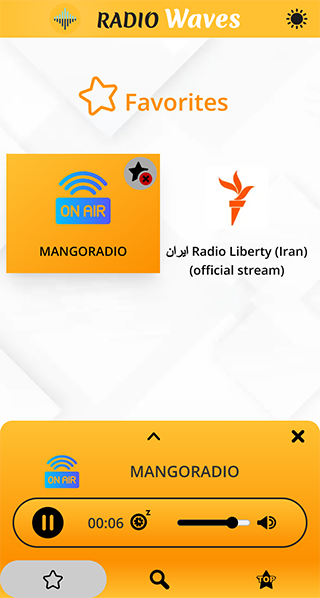 RADIO Waves
Favorites
ON AIR
MANGORADIO
ایران Radio Liberty (Iran)
(official stream)
ON AIR
MANGORADIO
00:06
z
TOP